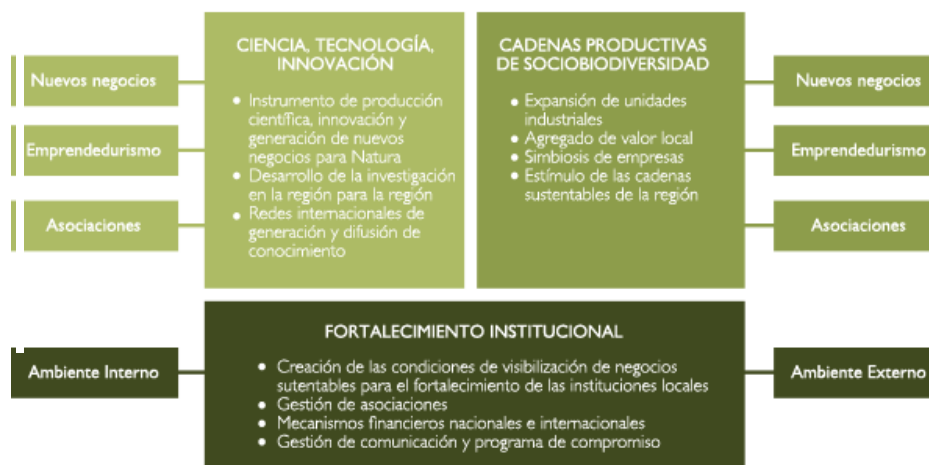 CIENCIA, TECNOLOGÍA,
INNOVACIÓN
• Instrumento de producción
científica, innovación y
generación de nuevos
negocios para Natura
• Desarrollo de la investigación
en la región para la región
• Redes internacionales de
generación y difusión de
conocimiento
CADENAS PRODUCTIVAS
DE SOCIOBIODIVERSIDAD
• Expansión de unidades
industriales
• Agregado de valor local
• Simbiosis de empresas
• Estímulo de las cadenas
sustentables de la región
Nuevos negocios
Emprendedurismo
Asociaciones
Nuevos negocios
Emprendedurismo
Asociaciones
FORTALECIMIENTO INSTITUCIONAL
• Creación de las condiciones de visibilización de negocios
sutentables para el fortalecimiento de las instituciones locales
• Gestión de asociaciones
• Mecanismos financieros nacionales e internacionales
• Gestión de comunicación y programa de compromiso
Ambiente Interno
Ambiente Externo